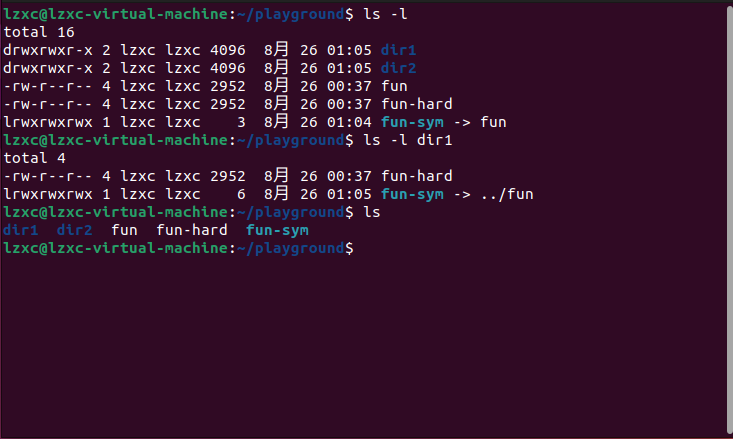 lzxc@lzxc-virtual-machine:~/playground$ ls -l
total 16
drwxrwxr-x 2 lzxc lzxc 4096  8月 26 01:05 dir1
drwxrwxr-x 2 lzxc lzxc 4096  8月 26 01:05 dir2
-rw-r--r-- 4 lzxc lzxc 2952  8月 26 00:37 fun
-rw-r--r-- 4 lzxc lzxc 2952  8月 26 00:37 fun-hard
lrwxrwxrwx 1 lzxc lzxc    3  8月 26 01:04 fun-sym -> fun
lzxc@lzxc-virtual-machine:~/playground$ ls -l dir1
total 4
-rw-r--r-- 4 lzxc lzxc 2952  8月 26 00:37 fun-hard
lrwxrwxrwx 1 lzxc lzxc    6  8月 26 01:05 fun-sym -> ../fun
lzxc@lzxc-virtual-machine:~/playground$ ls
dir1  dir2  fun  fun-hard  fun-sym
lzxc@lzxc-virtual-machine:~/playground$